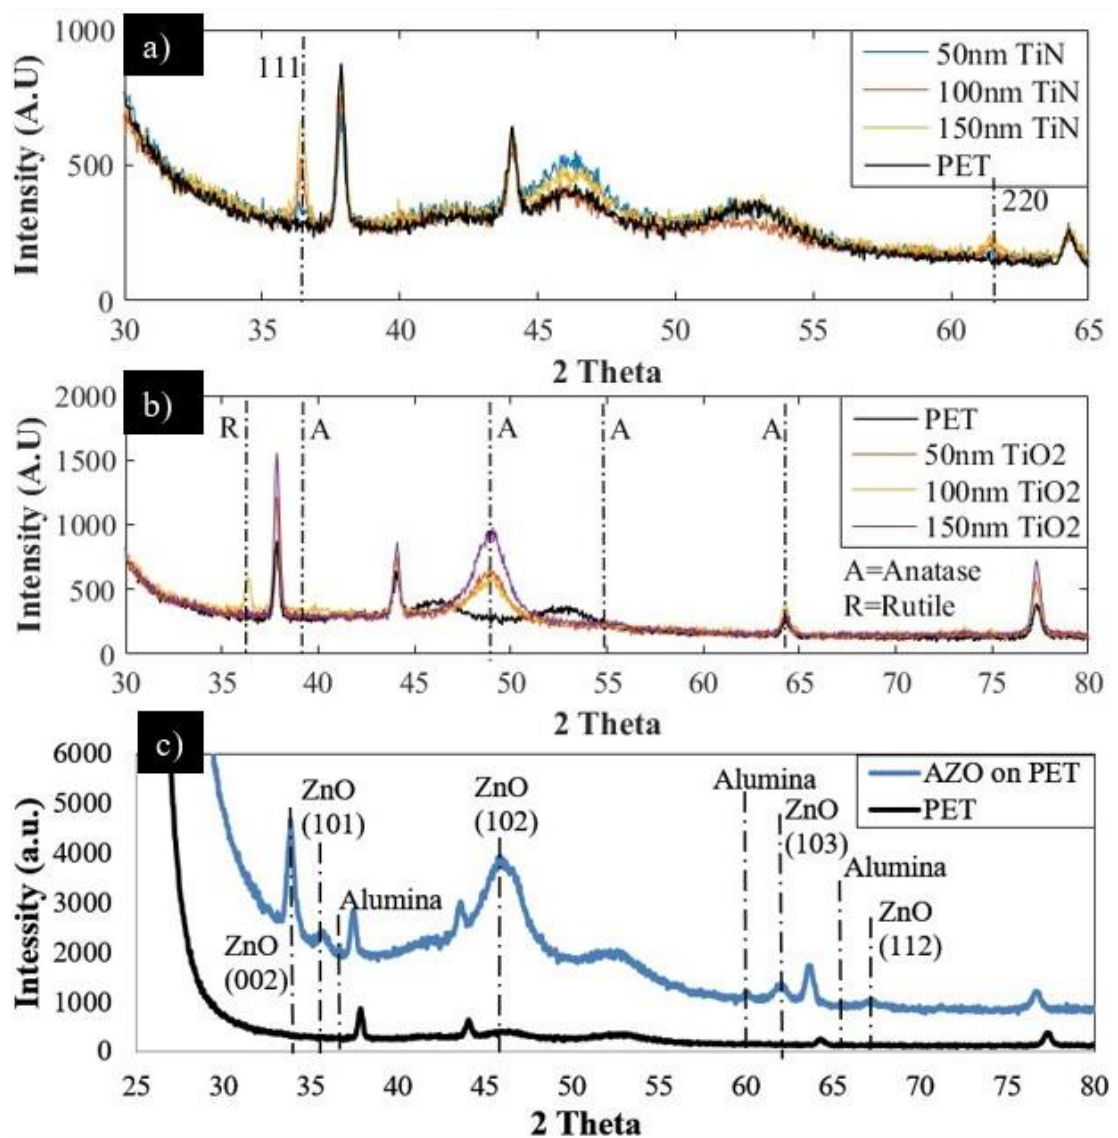 a)
1000
500
0
Intensity (A.U)
111
220
50nm TiN
100nm TiN
150nm TiN
PET
30 35 40 45 50 55 60 65
2 Theta
b)
2000
1500
1000
500
0
Intensity (A.U)
R A A A A
PET
50nm TiO2
100nm TiO2
150nm TiO2
A=Anatase
R=Rutile
30 35 40 45 50 55 60 65 70 75 80
2 Theta
c)
6000
5000
4000
3000
2000
1000
0
Intessity (a.u.)
ZnO
(002)
ZnO
(101)
Alumina
ZnO
(102)
Alumina
ZnO
(103)
Alumina
ZnO
(112)
AZO on PET
PET
25 30 35 40 45 50 55 60 65 70 75 80
2 Theta